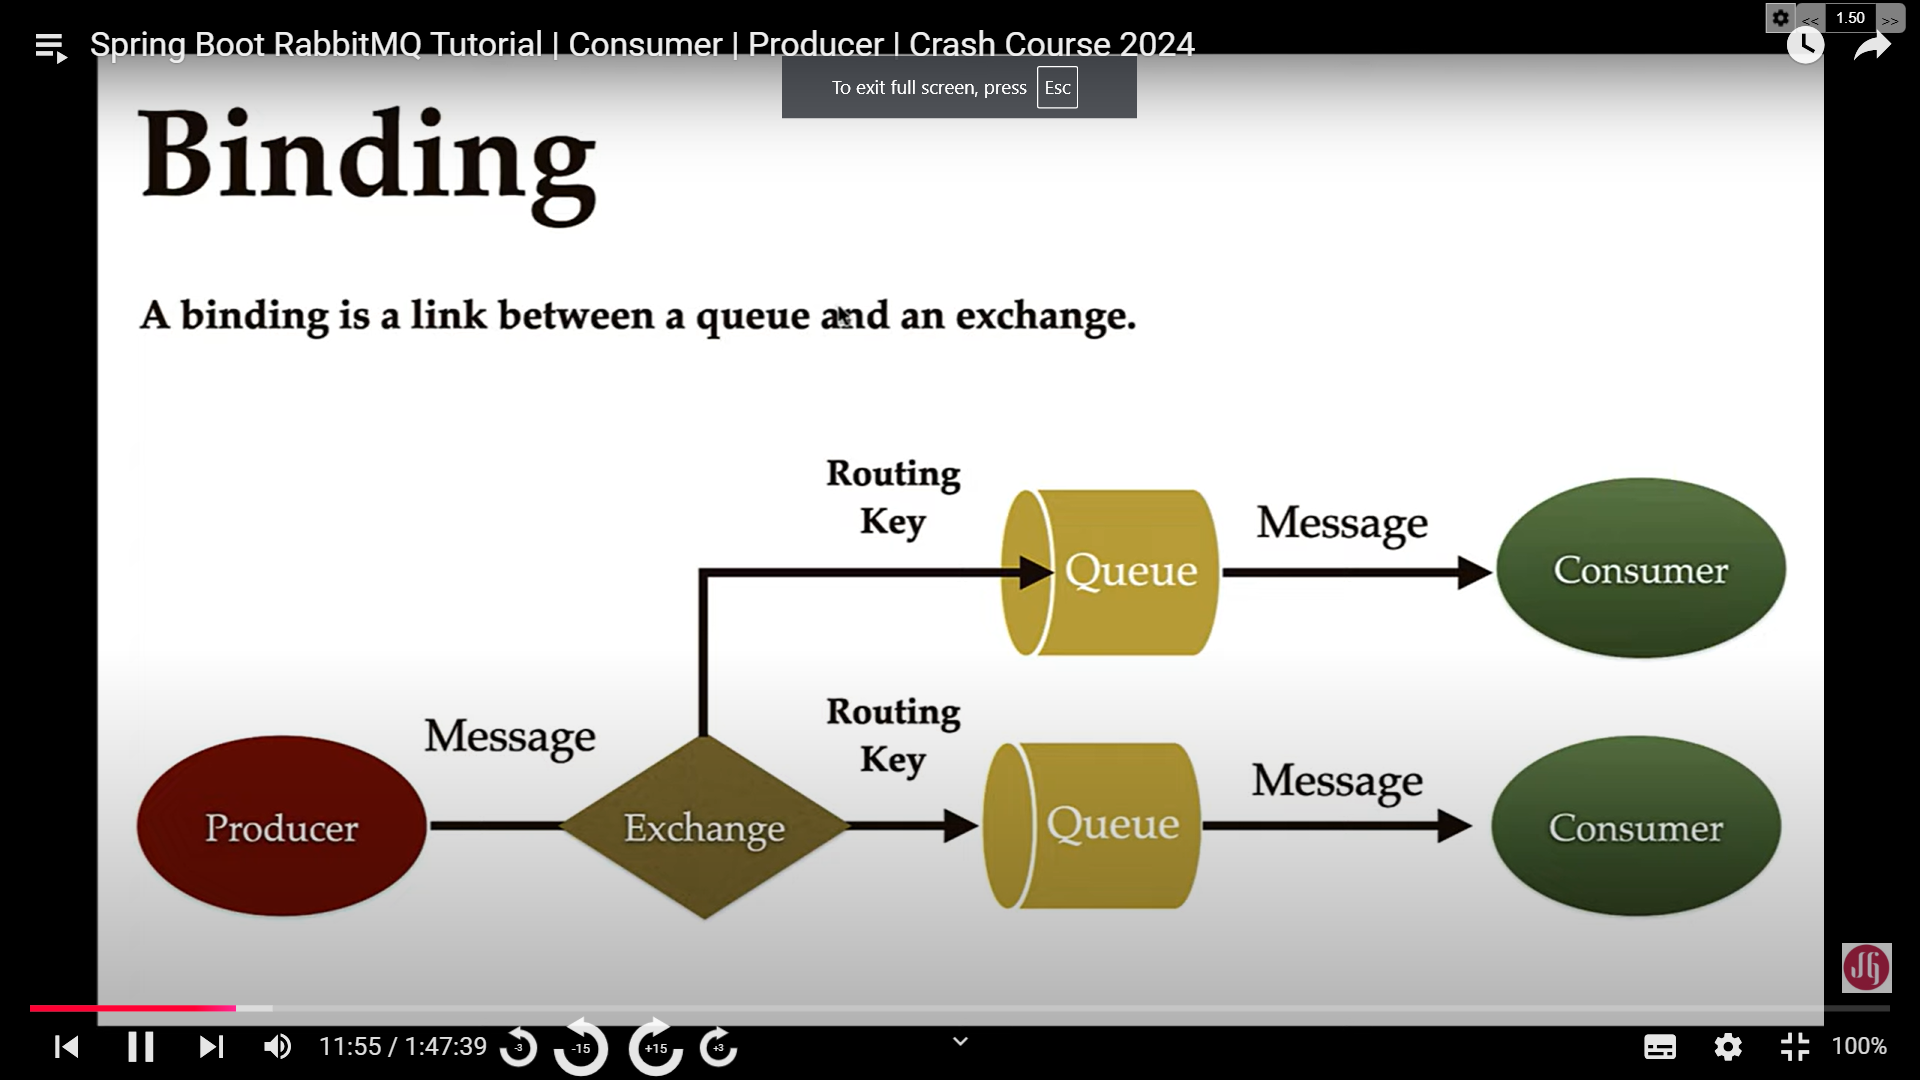 1.50
<< >>
Spring Boot RabbitMQ Tutorial | Consumer | Producer | Crash Course 2024
To exit full screen, press Esc
Binding
A binding is a link between a queue and an exchange.
Routing
Key
Queue
Message
Consumer
Routing
Key
Message
Producer
Exchange
Queue
Message
Consumer
JG
11:55 / 1:47:39
-3
-15
+15
+3
100%